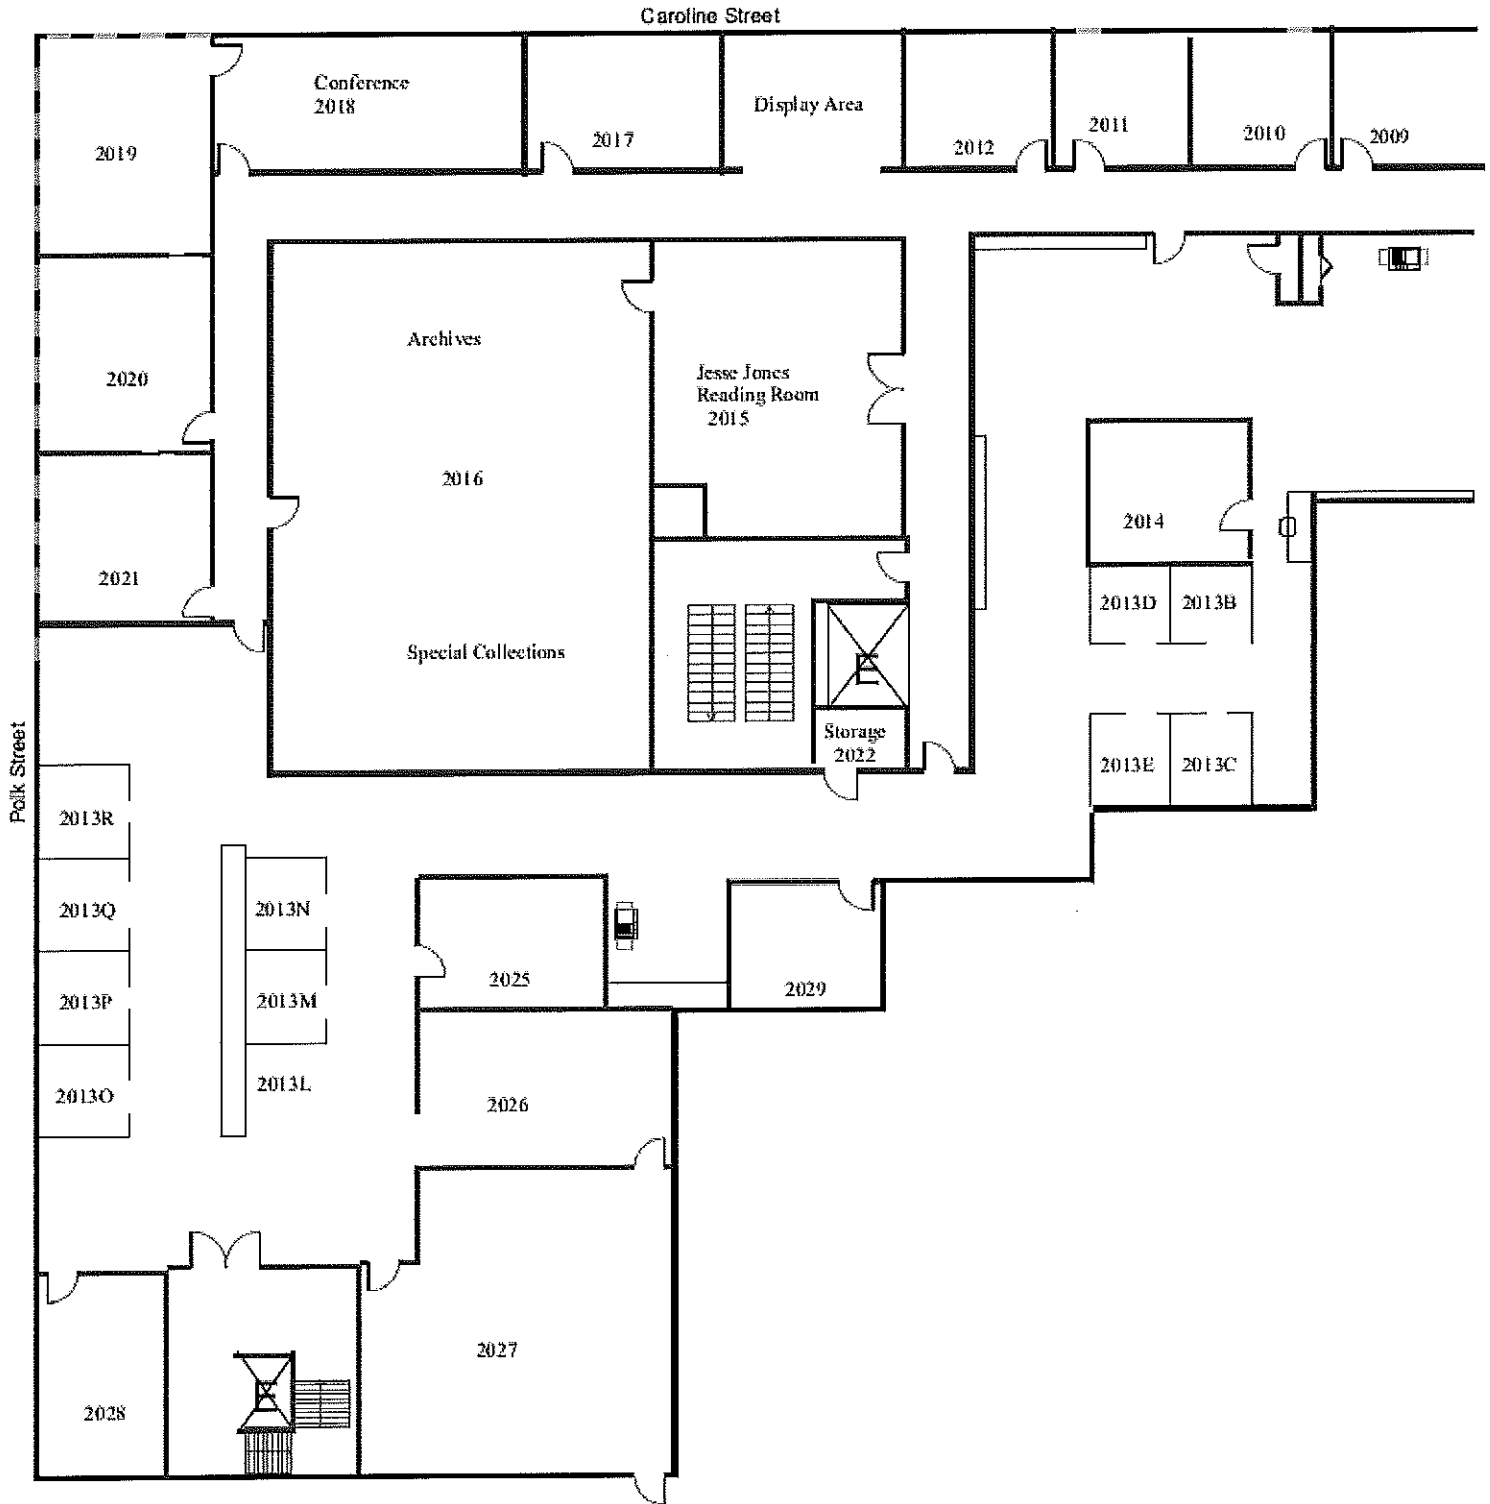 Caroline Street
Conference
2018
2017
Display Area
2012
2011
2010
2009
2019
2020
2021
Archives
2016
Special Collections
Jesse Jones
Reading Room
2015
2014
2013D
2013B
2013E
2013C
E
Storage
2022
Polk Street
2013R
2013Q
2013P
2013O
2013N
2013M
2013L
2025
2029
2026
2027
2028
E